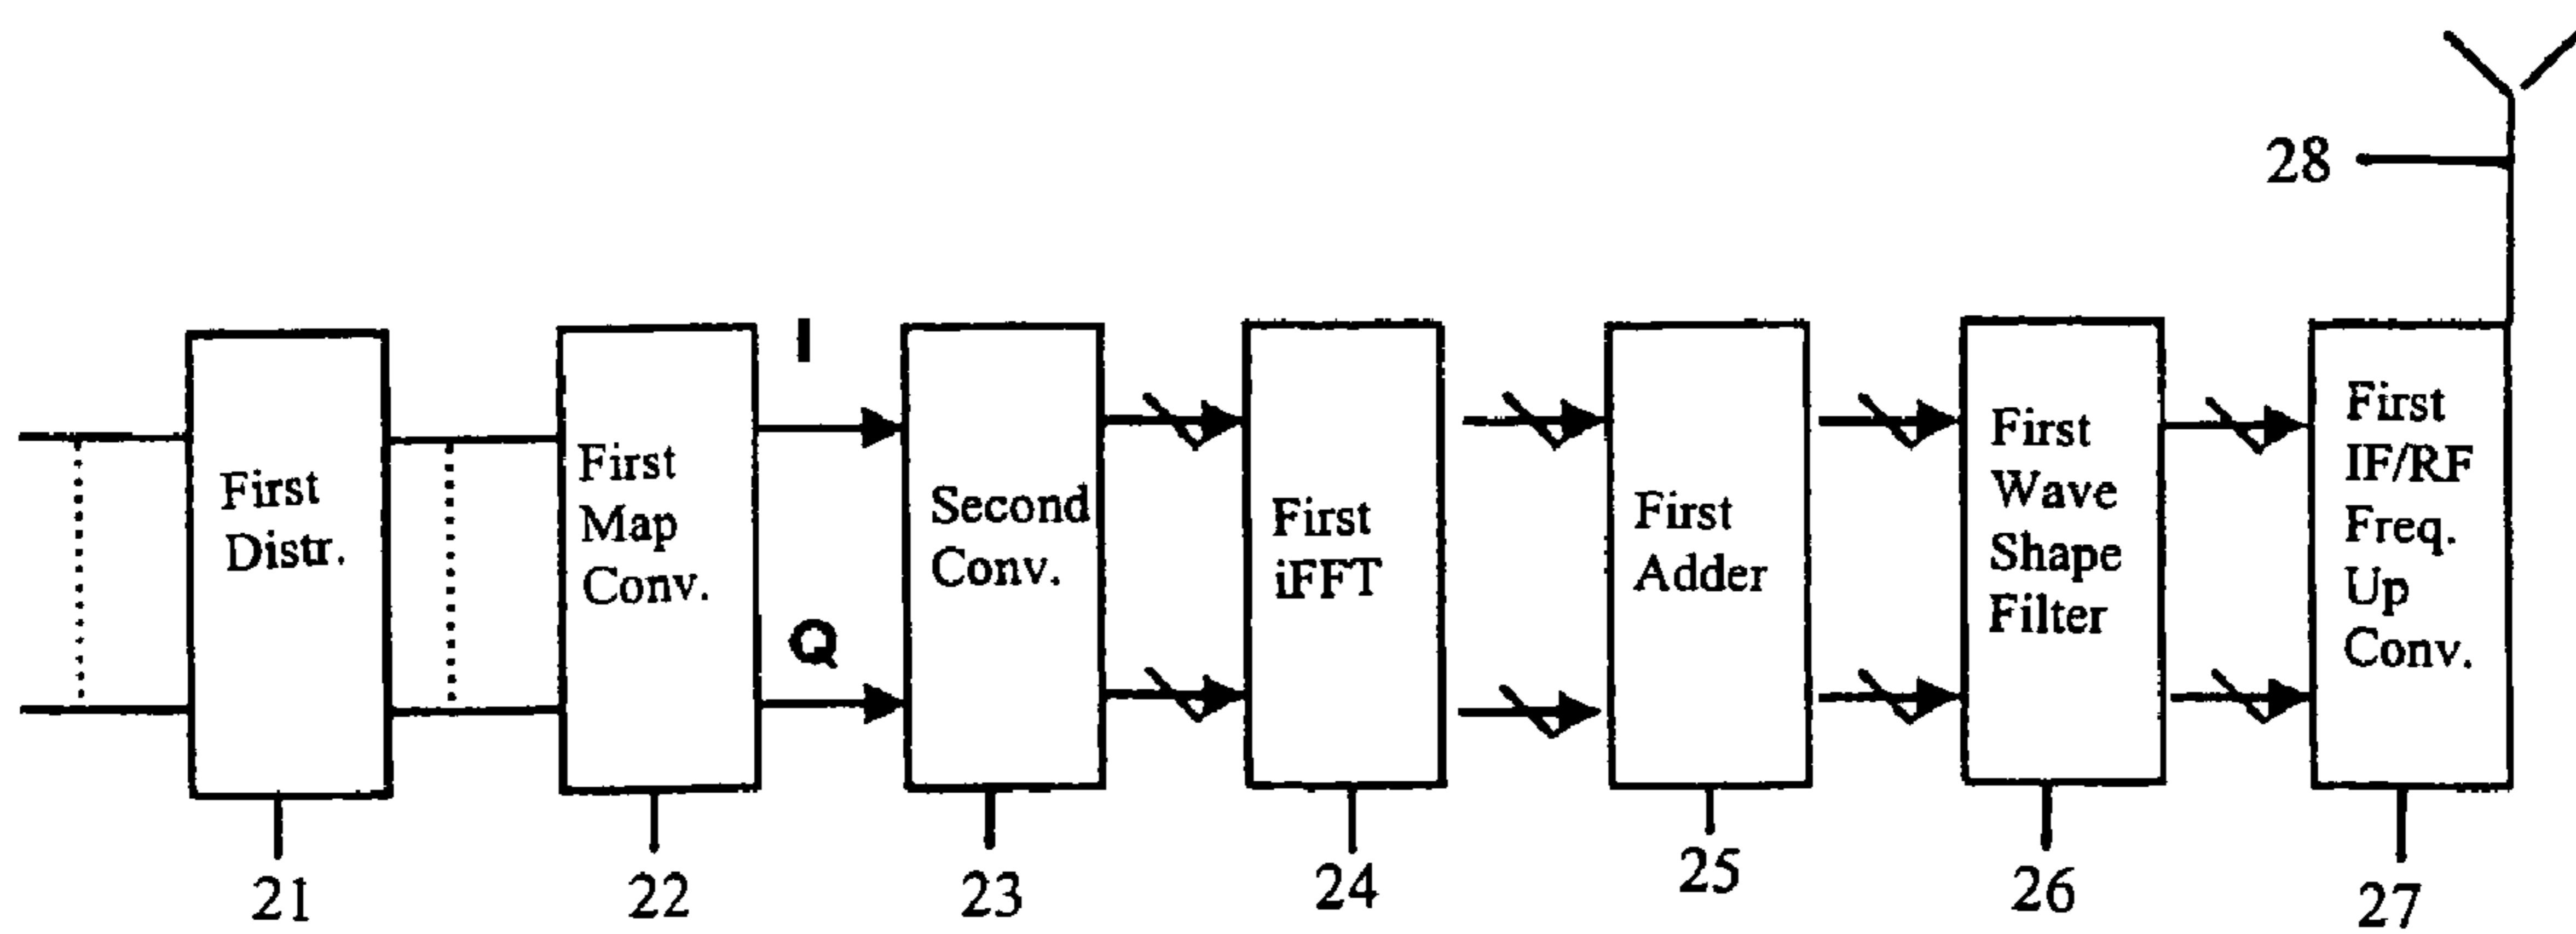 28
I
Q
First
Distr.
First
Map
Conv.
Second
Conv.
First
iFFT
First
Adder
First
Wave
Shape
Filter
First
IF/RF
Freq.
Up
Conv.
21
22
23
24
25
26
27